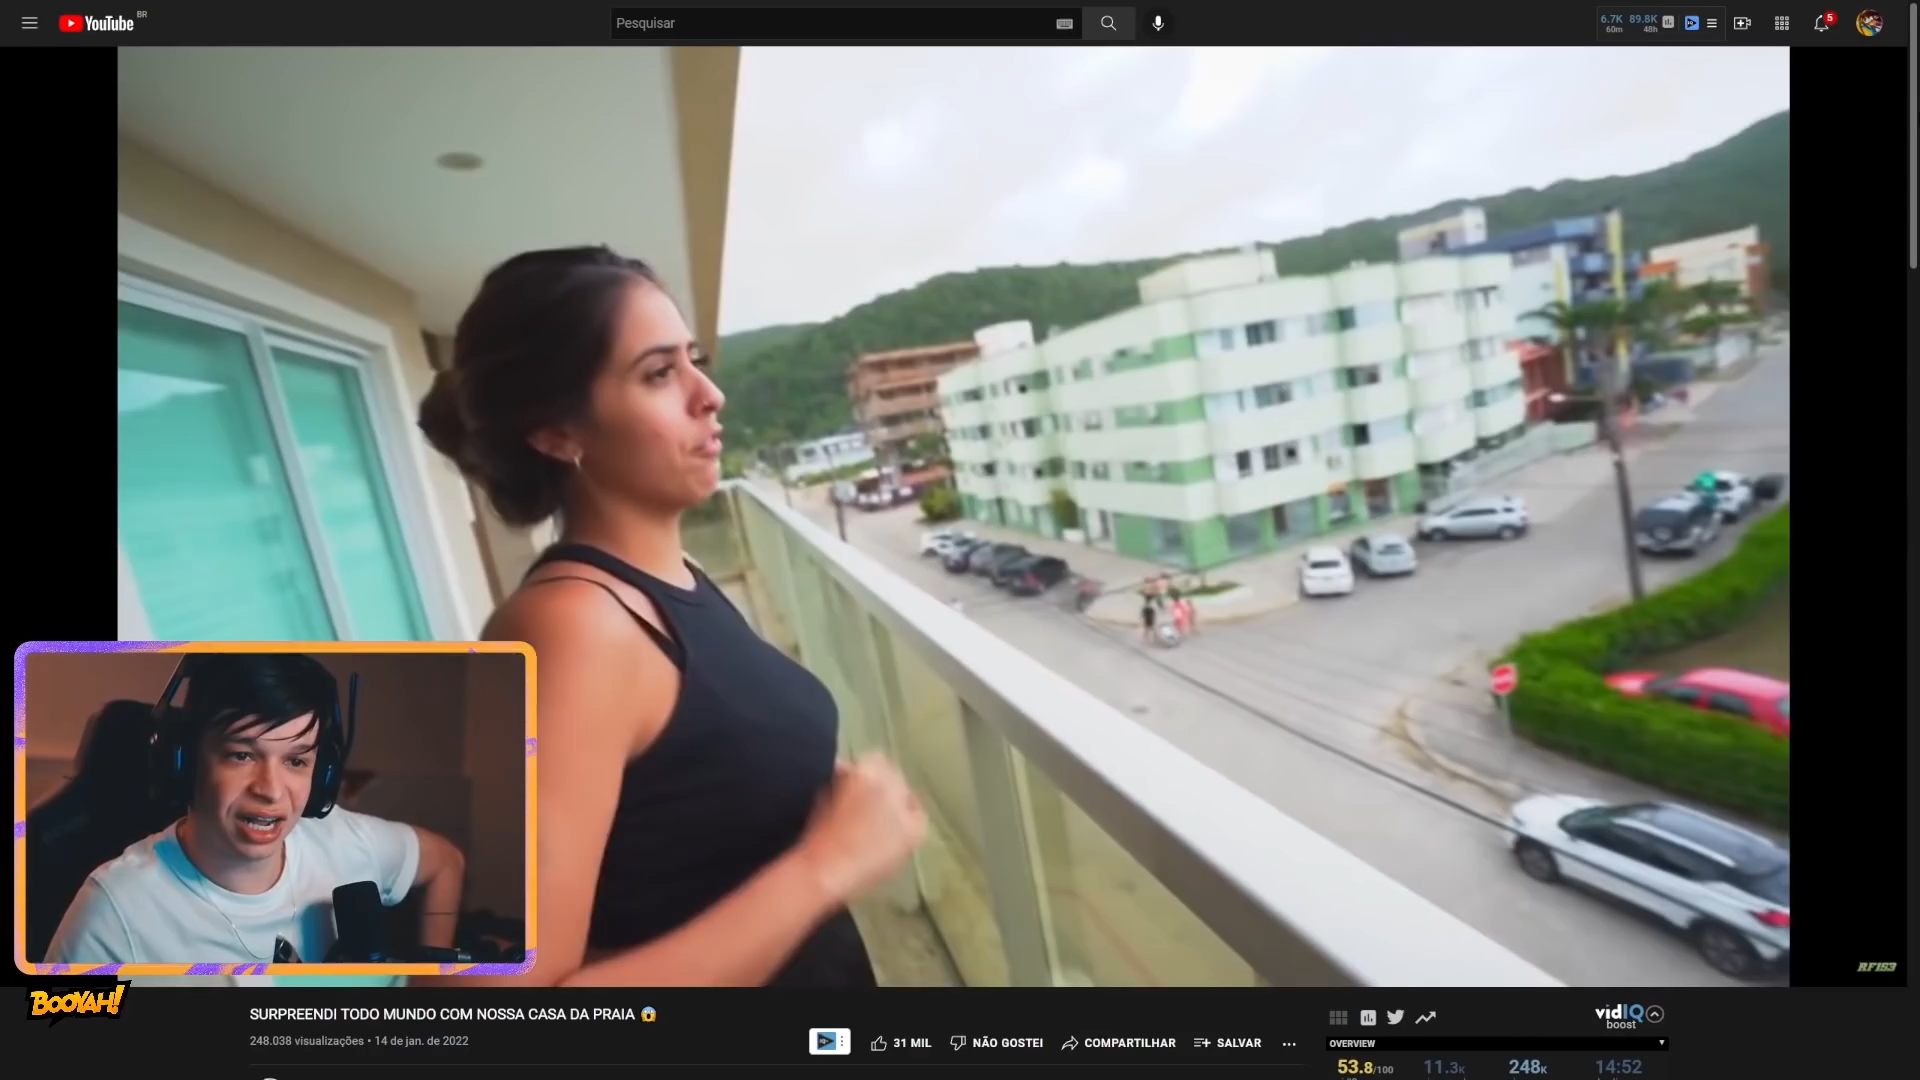 YouTube BR
Pesquisar
6.7K 89.8K
60m 48h
5
RF1S3
BOOYAH!
SURPREENDI TODO MUNDO COM NOSSA CASA DA PRAIA 😱
248.038 visualizações • 14 de jan. de 2022
31 MIL
NÃO GOSTEI
COMPARTILHAR
SALVAR
vidIQ
boost
OVERVIEW
53.8/100 11.3K 248K 14:52